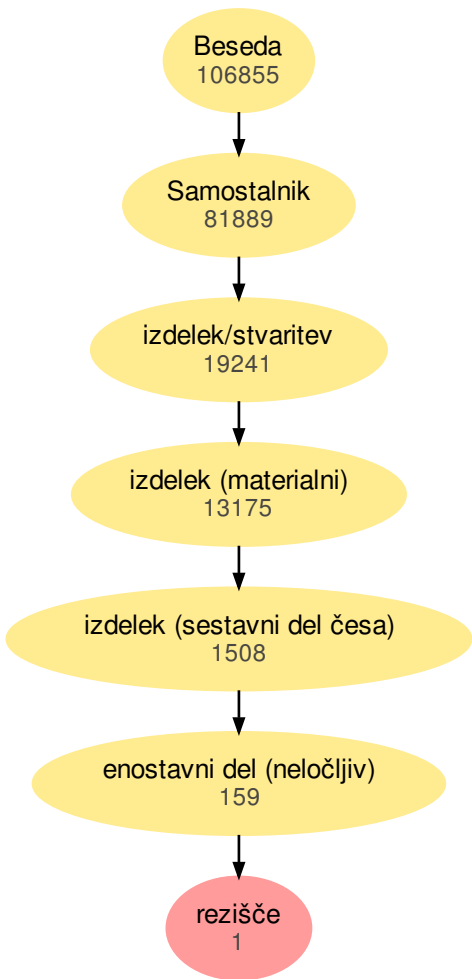 Beseda
106855
Samostalnik
81889
izdelek/stvaritev
19241
izdelek (materialni)
13175
izdelek (sestavni del česa)
1508
enostavni del (neločljiv)
159
rezišče
1